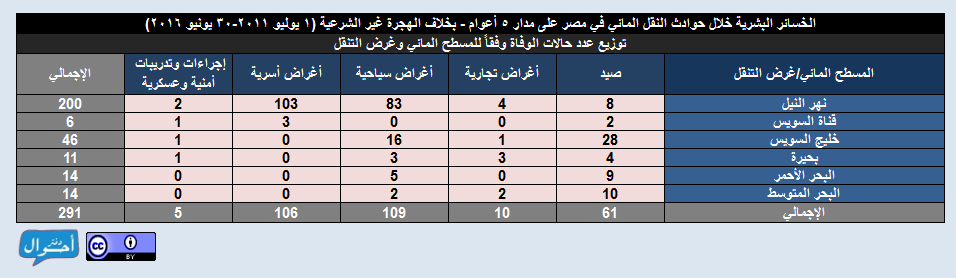 الخسائر البشرية خلال حوادث النقل المائي في مصر على مدار ٥ أعوام - بخلاف الهجرة غير الشرعية (١ يوليو ٢٠١١-٣٠ يونيو ٢٠١٦)
توزيع عدد حالات الوفاة وفقاً للمسطح المائي وغرض التنقل
المسطح المائي/غرض التنقل صيد أغراض تجارية أغراض سياحية أغراض أسرية إجراءات وتدريبات أمنية وعسكرية الإجمالي
نهر النيل 8 4 83 103 2 200
قناة السويس 2 0 0 3 1 6
خليج السويس 28 1 16 0 1 46
بحيرة 4 3 3 0 1 11
البحر الأحمر 9 0 5 0 0 14
البحر المتوسط 10 2 2 0 0 14
الإجمالي 61 10 109 106 5 291
دفتر أحوال
cc BY